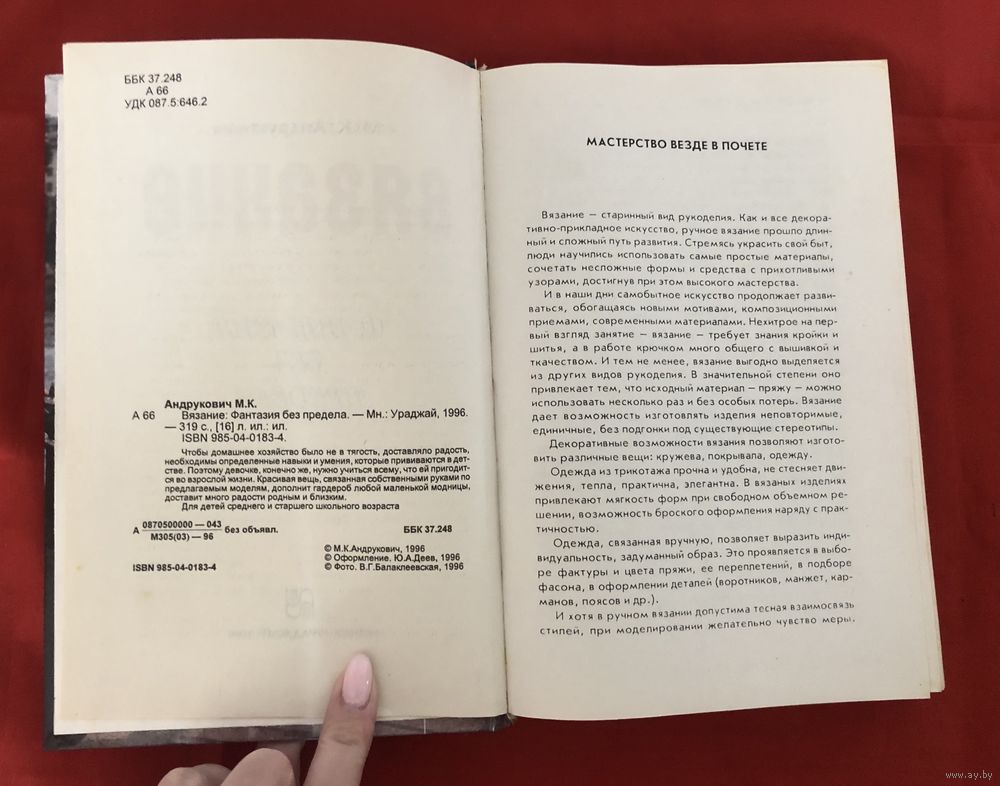 ББК 37.248
А 66
УДК 087.5:646.2
Андрукович М.К.
А 66 Вязание: Фантазия без предела. — Мн.: Ураджай, 1996.
— 319 с., [16] л. ил.: ил.
ISBN 985-04-0183-4.
Чтобы домашнее хозяйство было не в тягость, доставляло радость,
необходимы определенные навыки и умения, которые прививаются в дет-
стве. Поэтому девочке, конечно же, нужно учиться всему, что ей пригодит-
ся во взрослой жизни. Красивая вещь, связанная собственными руками по
предлагаемым моделям, дополнит гардероб любой маленькой модницы,
доставит много радости родным и близким.
Для детей среднего и старшего школьного возраста
А 0870500000 — 043 без объявл. ББК 37.248
М305(03) — 96
© М.К.Андрукович, 1996
© Оформление. Ю.А.Деев, 1996
ISBN 985-04-0183-4 © Фото. В.Г.Балаклеевская, 1996
МАСТЕРСТВО ВЕЗДЕ В ПОЧЕТЕ
Вязание — старинный вид рукоделия. Как и все декора-
тивно-прикладное искусство, ручное вязание прошло длин-
ный и сложный путь развития. Стремясь украсить свой быт,
люди научились использовать самые простые материалы,
сочетать несложные формы и средства с прихотливыми
узорами, достигнув при этом высокого мастерства.
И в наши дни самобытное искусство продолжает разви-
ваться, обогащаясь новыми мотивами, композиционными
приемами, современными материалами. Нехитрое на пер-
вый взгляд занятие — вязание — требует знания кройки и
шитья, а в работе крючком много общего с вышивкой и
ткачеством. И тем не менее, вязание выгодно выделяется
из других видов рукоделия. В значительной степени оно
привлекает тем, что исходный материал — пряжу — можно
использовать несколько раз и без особых потерь. Вязание
дает возможность изготовлять изделия неповторимые,
единичные, без подгонки под существующие стереотипы.
Декоративные возможности вязания позволяют изгото-
вить различные вещи: кружева, покрывала, одежду.
Одежда из трикотажа прочна и удобна, не стесняет дви-
жения, тепла, практична, элегантна. В вязаных изделиях
привлекают мягкость форм при свободном объемном ре-
шении, возможность броского оформления наряду с прак-
тичностью.
Одежда, связанная вручную, позволяет выразить инди-
видуальность, задуманный образ. Это проявляется в выбо-
ре фактуры и цвета пряжи, ее переплетений, в подборе
фасона, в оформлении деталей (воротников, манжет, кар-
манов, поясов и др.).
И хотя в ручном вязании допустима тесная взаимосвязь
стилей, при моделировании желательно чувство меры.
www.ay.by